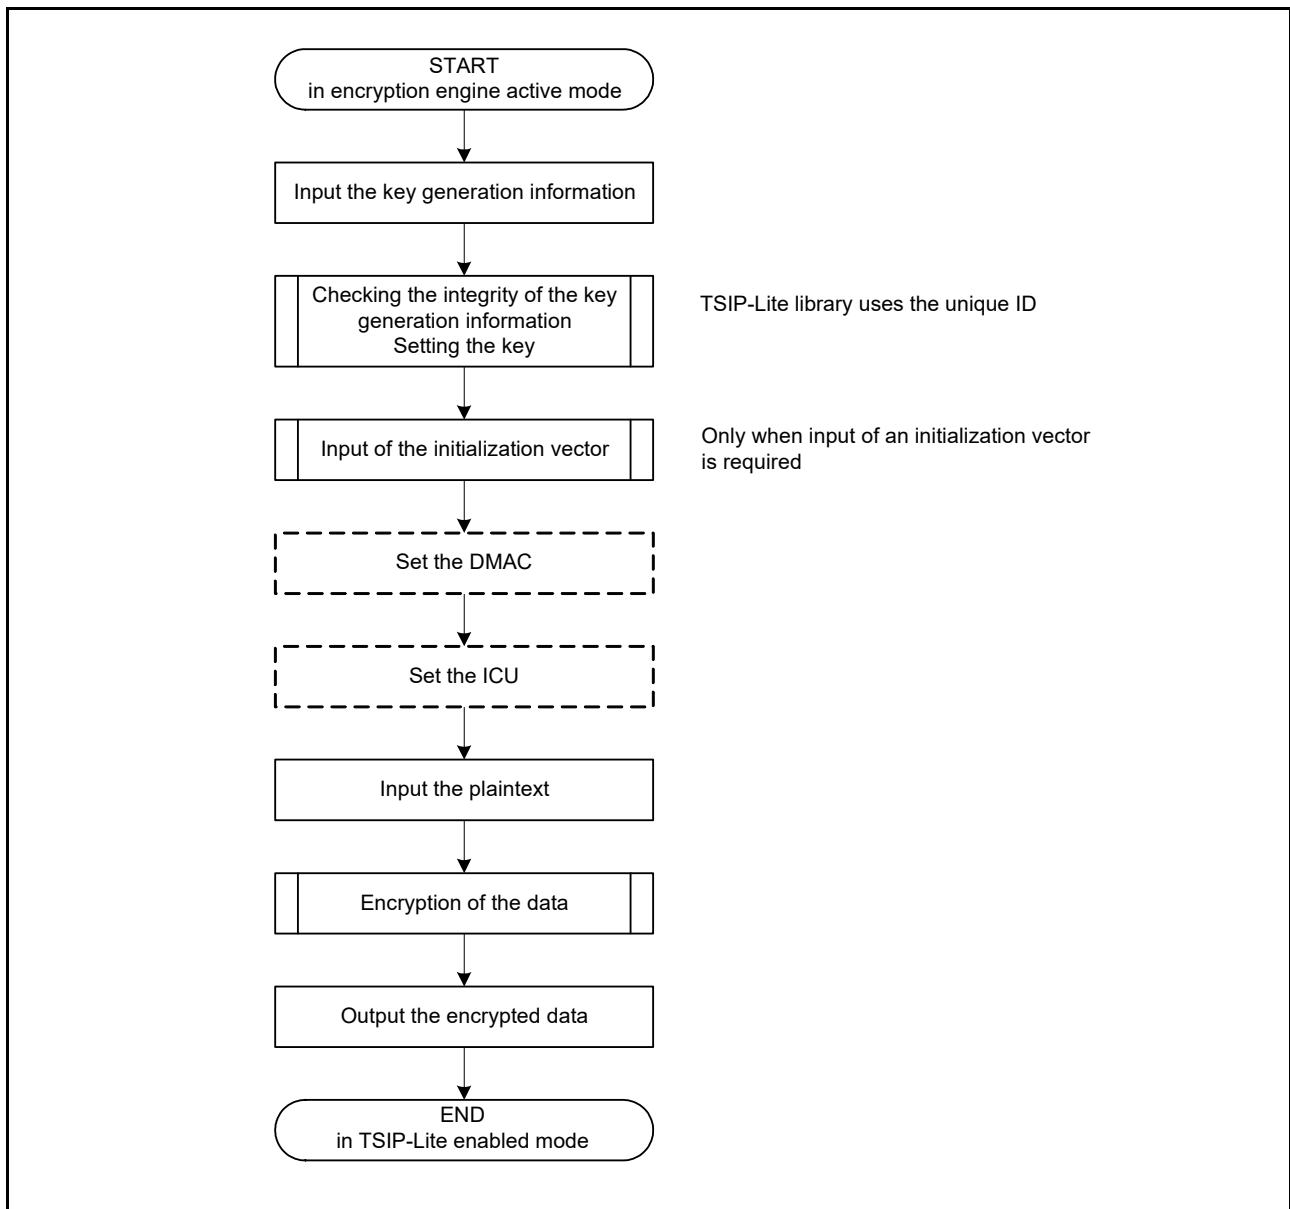 START
in encryption engine active mode
Input the key generation information
Checking the integrity of the key
generation information
Setting the key
TSIP-Lite library uses the unique ID
Input of the initialization vector
Only when input of an initialization vector
is required
Set the DMAC
Set the ICU
Input the plaintext
Encryption of the data
Output the encrypted data
END
in TSIP-Lite enabled mode